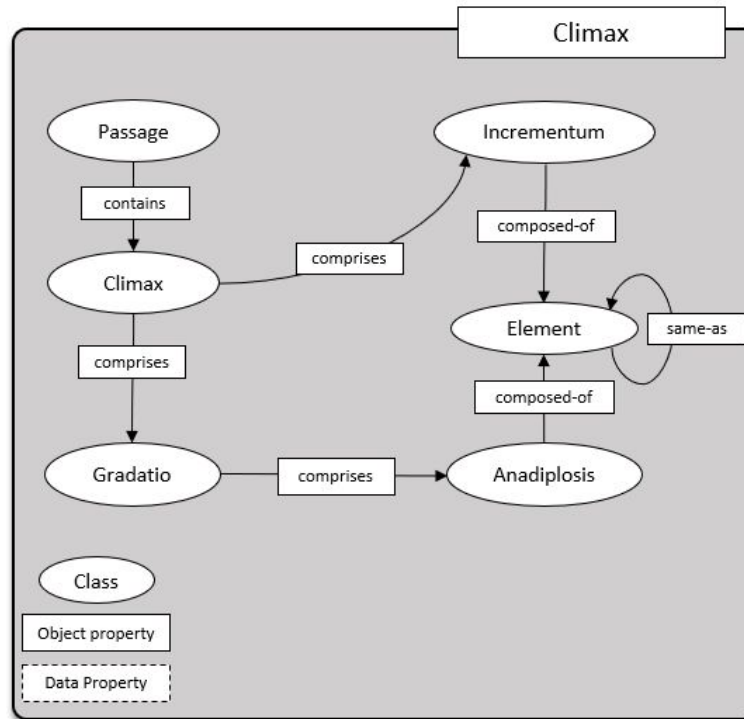 Climax
Passage
Incrementum
contains
composed-of
comprises
Climax
Element
same-as
comprises
composed-of
Gradatio
comprises
Anadiplosis
Class
Object property
Data Property